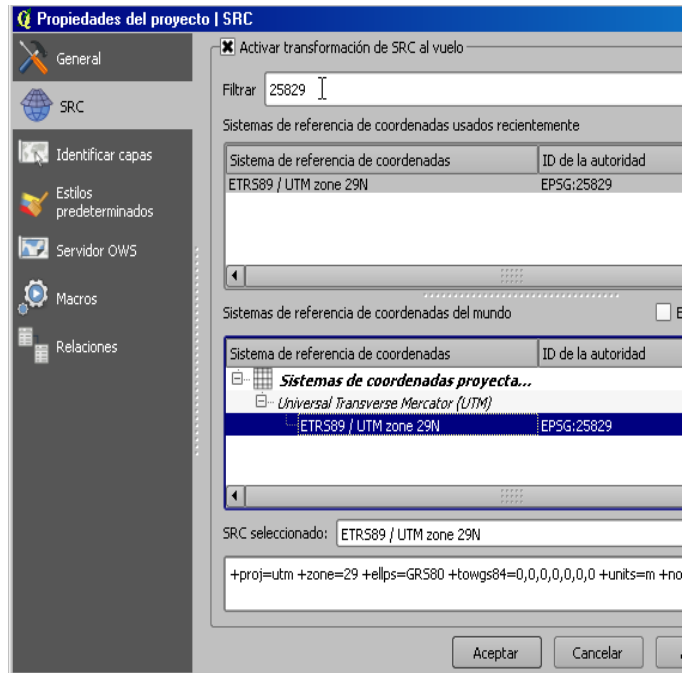 Propiedades del proyecto | SRC
General
SRC
Identificar capas
Estilos
predeterminados
Servidor OWS
Macros
Relaciones
Activar transformación de SRC al vuelo
Filtrar 25829
Sistemas de referencia de coordenadas usados recientemente
Sistema de referencia de coordenadas ID de la autoridad
ETRS89 / UTM zone 29N EPSG:25829
Sistemas de referencia de coordenadas del mundo
Sistema de referencia de coordenadas ID de la autoridad
Sistemas de coordenadas proyecta...
Universal Transverse Mercator (UTM)
ETRS89 / UTM zone 29N EPSG:25829
SRC seleccionado: ETRS89 / UTM zone 29N
+proj=utm +zone=29 +ellps=GRS80 +towgs84=0,0,0,0,0,0,0 +units=m +no
Aceptar Cancelar